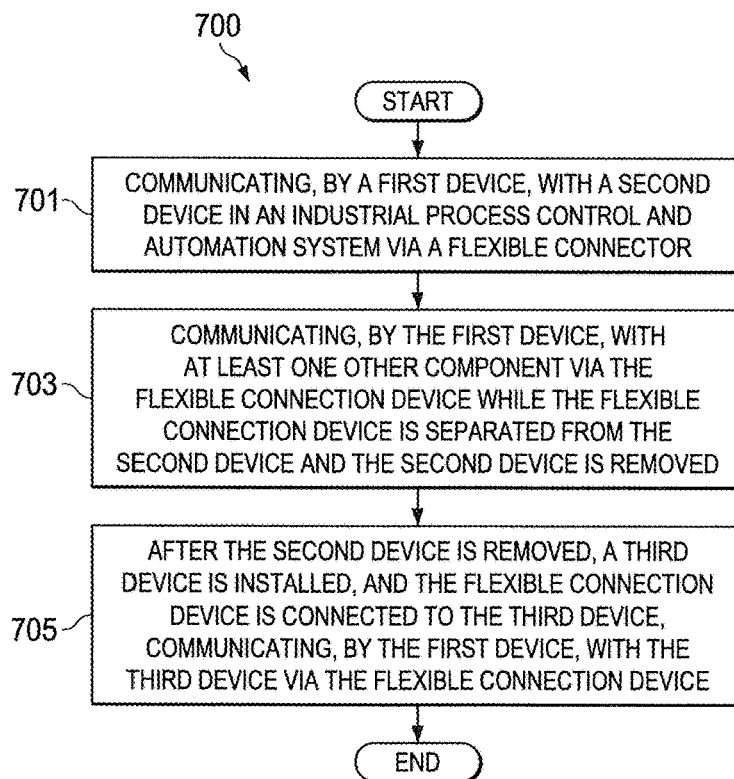 700
START
701
COMMUNICATING, BY A FIRST DEVICE, WITH A SECOND
DEVICE IN AN INDUSTRIAL PROCESS CONTROL AND
AUTOMATION SYSTEM VIA A FLEXIBLE CONNECTOR
703
COMMUNICATING, BY THE FIRST DEVICE, WITH
AT LEAST ONE OTHER COMPONENT VIA THE
FLEXIBLE CONNECTION DEVICE WHILE THE FLEXIBLE
CONNECTION DEVICE IS SEPARATED FROM THE
SECOND DEVICE AND THE SECOND DEVICE IS REMOVED
705
AFTER THE SECOND DEVICE IS REMOVED, A THIRD
DEVICE IS INSTALLED, AND THE FLEXIBLE CONNECTION
DEVICE IS CONNECTED TO THE THIRD DEVICE,
COMMUNICATING, BY THE FIRST DEVICE, WITH THE
THIRD DEVICE VIA THE FLEXIBLE CONNECTION DEVICE
END